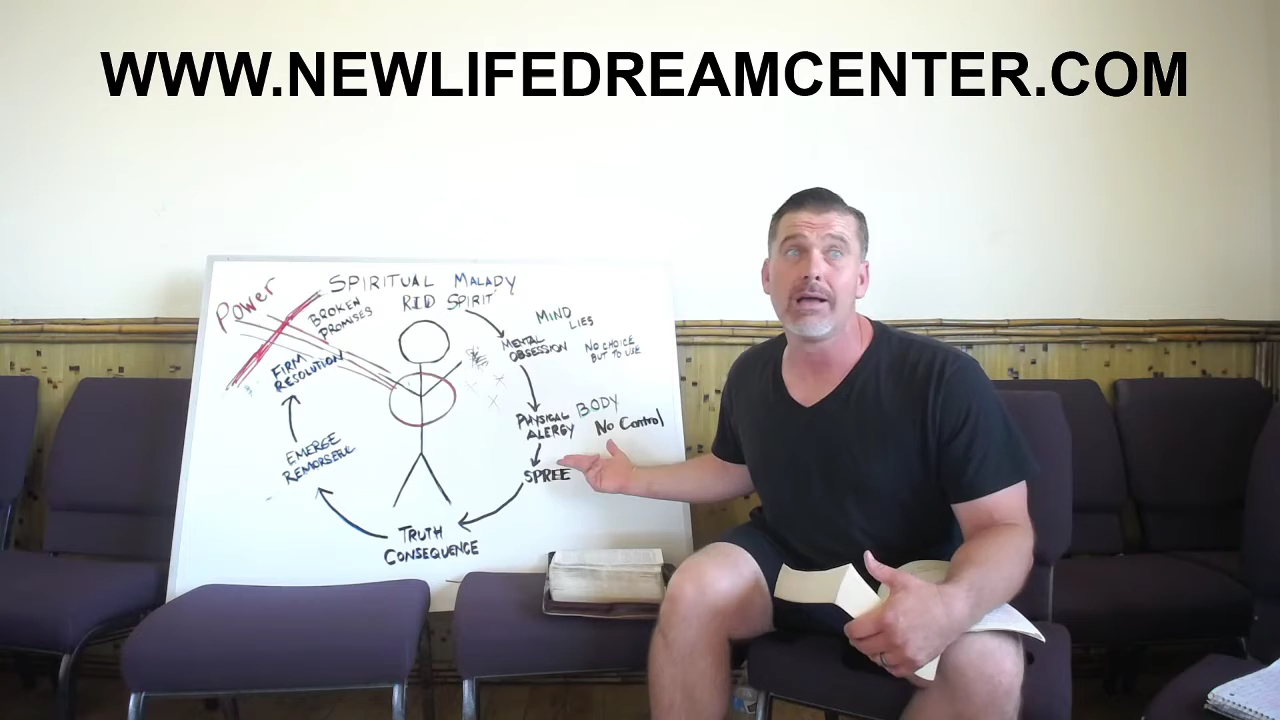 WWW.NEWLIFEDREAMCENTER.COM
Power
SPIRITUAL MALADY
RID SPIRIT
BROKEN
PROMISES
MIND
LIES
MENTAL
OBSESSION
NO CHOICE
BUT TO USE
FIRM
RESOLUTION
BODY
PHYSICAL
ALERGY
No Control
EMERGE
REMORSEFUL
SPREE
TRUTH
CONSEQUENCE